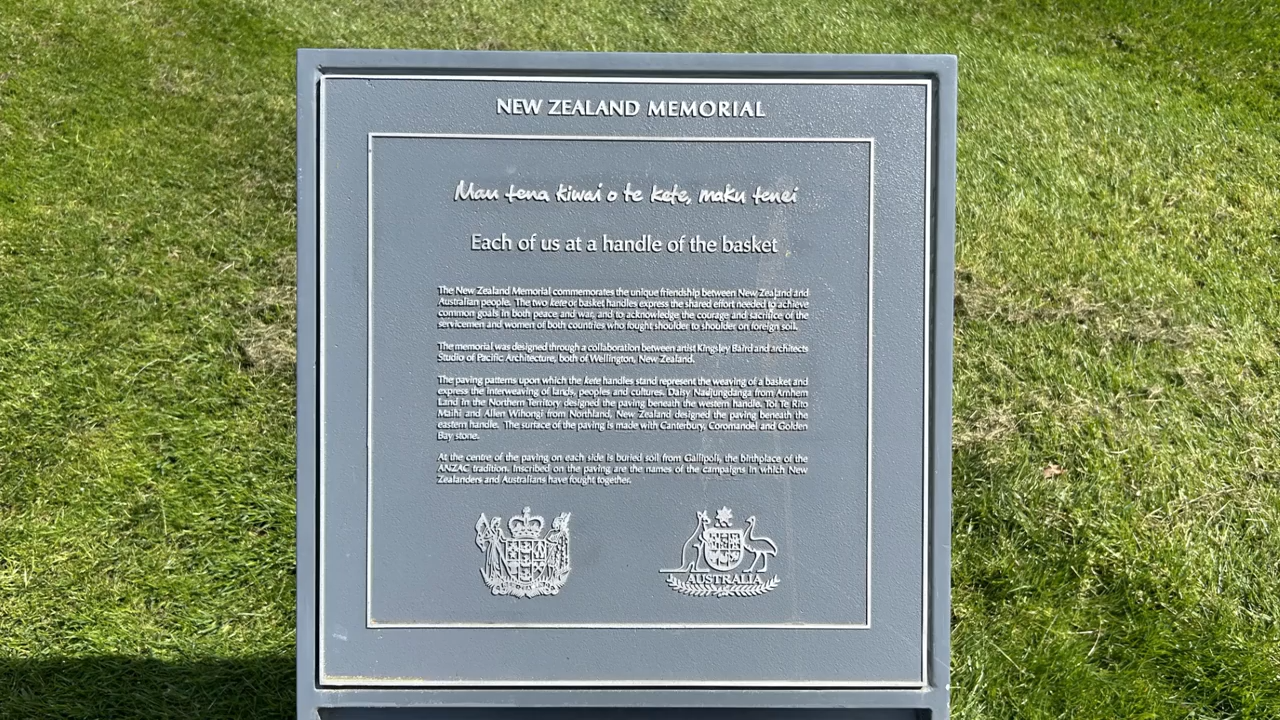 NEW ZEALAND MEMORIAL
Mau tena kiwai o te kete, maku tenei
Each of us at a handle of the basket
The New Zealand Memorial commemorates the unique friendship between New Zealand and
Australian people. The two kete or basket handles express the shared effort needed to achieve
common goals in both peace and war, and to acknowledge the courage and sacrifice of the
servicemen and women of both countries who fought shoulder to shoulder on foreign soil.
The memorial was designed through a collaboration between artist Kingsley Baird and architects
Studio of Pacific Architecture, both of Wellington, New Zealand.
The paving patterns upon which the kete handles stand represent the weaving of a basket and
express the interweaving of lands, peoples and cultures. Daisy Nadjungdanga from Arnhem
Land in the Northern Territory designed the paving beneath the western handle. Toi Te Rito
Maihi and Allen Wihongi from Northland, New Zealand designed the paving beneath the
eastern handle. The surface of the paving is made with Canterbury, Coromandel and Golden
Bay stone.
At the centre of the paving on each side is buried soil from Gallipoli, the birthplace of the
ANZAC tradition. Inscribed on the paving are the names of the campaigns in which New
Zealanders and Australians have fought together.
AUSTRALIA